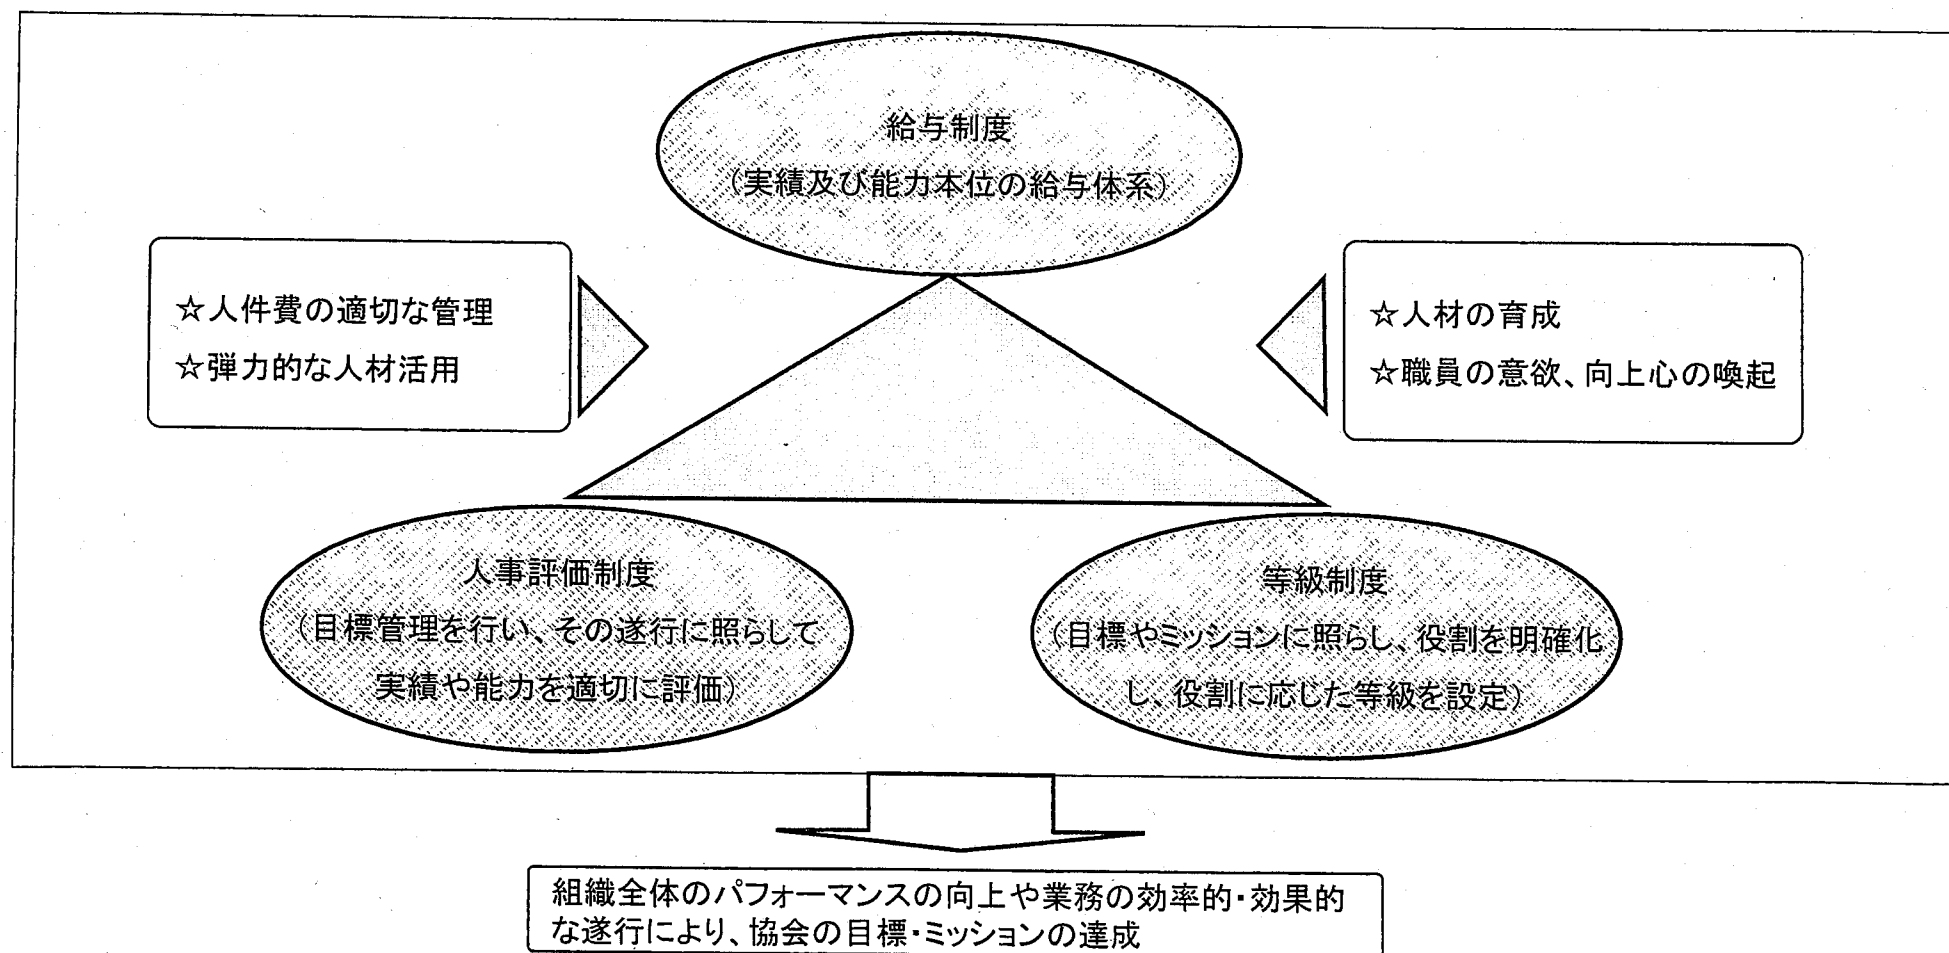 給与制度
（実績及び能力本位の給与体系）
☆人件費の適切な管理
☆弾力的な人材活用
☆人材の育成
☆職員の意欲、向上心の喚起
人事評価制度
（目標管理を行い、その遂行に照らして
実績や能力を適切に評価）
等級制度
（目標やミッションに照らし、役割を明確化
し、役割に応じた等級を設定）
組織全体のパフォーマンスの向上や業務の効率的・効果的
な遂行により、協会の目標・ミッションの達成